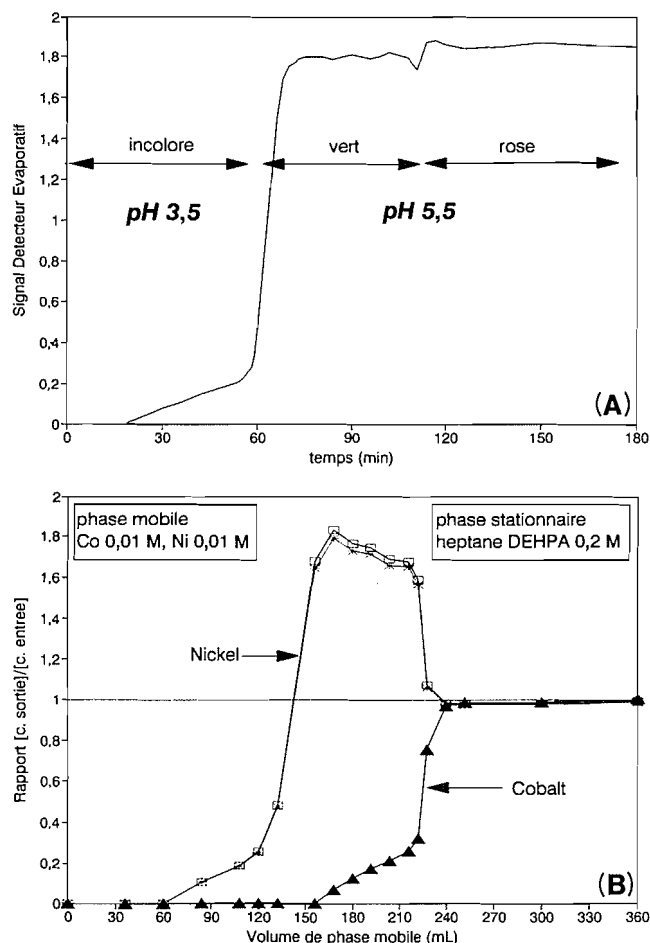 2
1,8
1,6
1,4
1,2
1
0,8
0,6
0,4
0,2
0
Signal Detecteur Evaporatif
incolore
vert
rose
pH 3,5
pH 5,5
(A)
0 30 60 90 120 150 180
temps (min)
2
1,8
1,6
1,4
1,2
1
0,8
0,6
0,4
0,2
0
Rapport [c. sortie]/[c. entree]
phase mobile
Co 0,01 M, Ni 0,01 M
phase stationnaire
heptane DEHPA 0,2 M
Nickel
Cobalt
(B)
0 30 60 90 120 150 180 210 240 270 300 330 360
Volume de phase mobile (mL)